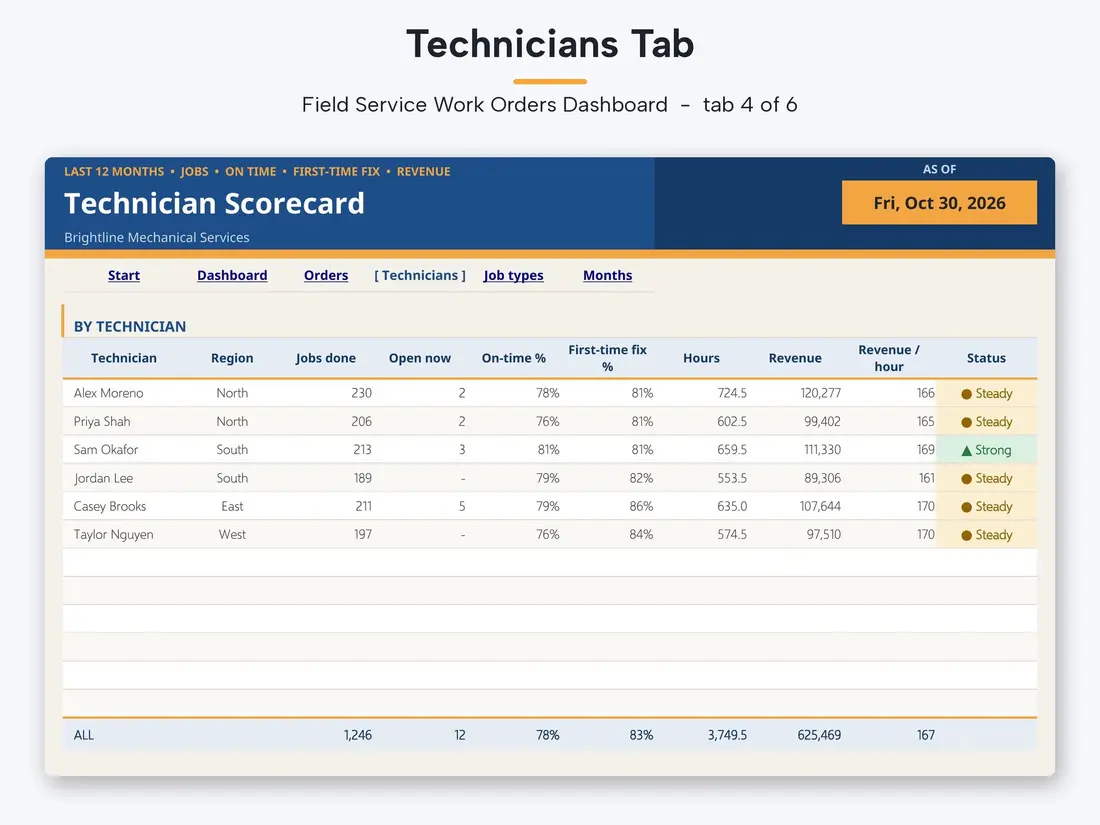 Technicians Tab
Field Service Work Orders Dashboard - tab 4 of 6
LAST 12 MONTHS • JOBS • ON TIME • FIRST-TIME FIX • REVENUE
AS OF
Technician Scorecard
Fri, Oct 30, 2026
Brightline Mechanical Services
Start Dashboard Orders [ Technicians ] Job types Months
BY TECHNICIAN
Technician Region Jobs done Open now On-time % First-time fix % Hours Revenue Revenue / hour Status
Alex Moreno North 230 2 78% 81% 724.5 120,277 166 ● Steady
Priya Shah North 206 2 76% 81% 602.5 99,402 165 ● Steady
Sam Okafor South 213 3 81% 81% 659.5 111,330 169 ▲ Strong
Jordan Lee South 189 - 79% 82% 553.5 89,306 161 ● Steady
Casey Brooks East 211 5 79% 86% 635.0 107,644 170 ● Steady
Taylor Nguyen West 197 - 76% 84% 574.5 97,510 170 ● Steady
ALL 1,246 12 78% 83% 3,749.5 625,469 167